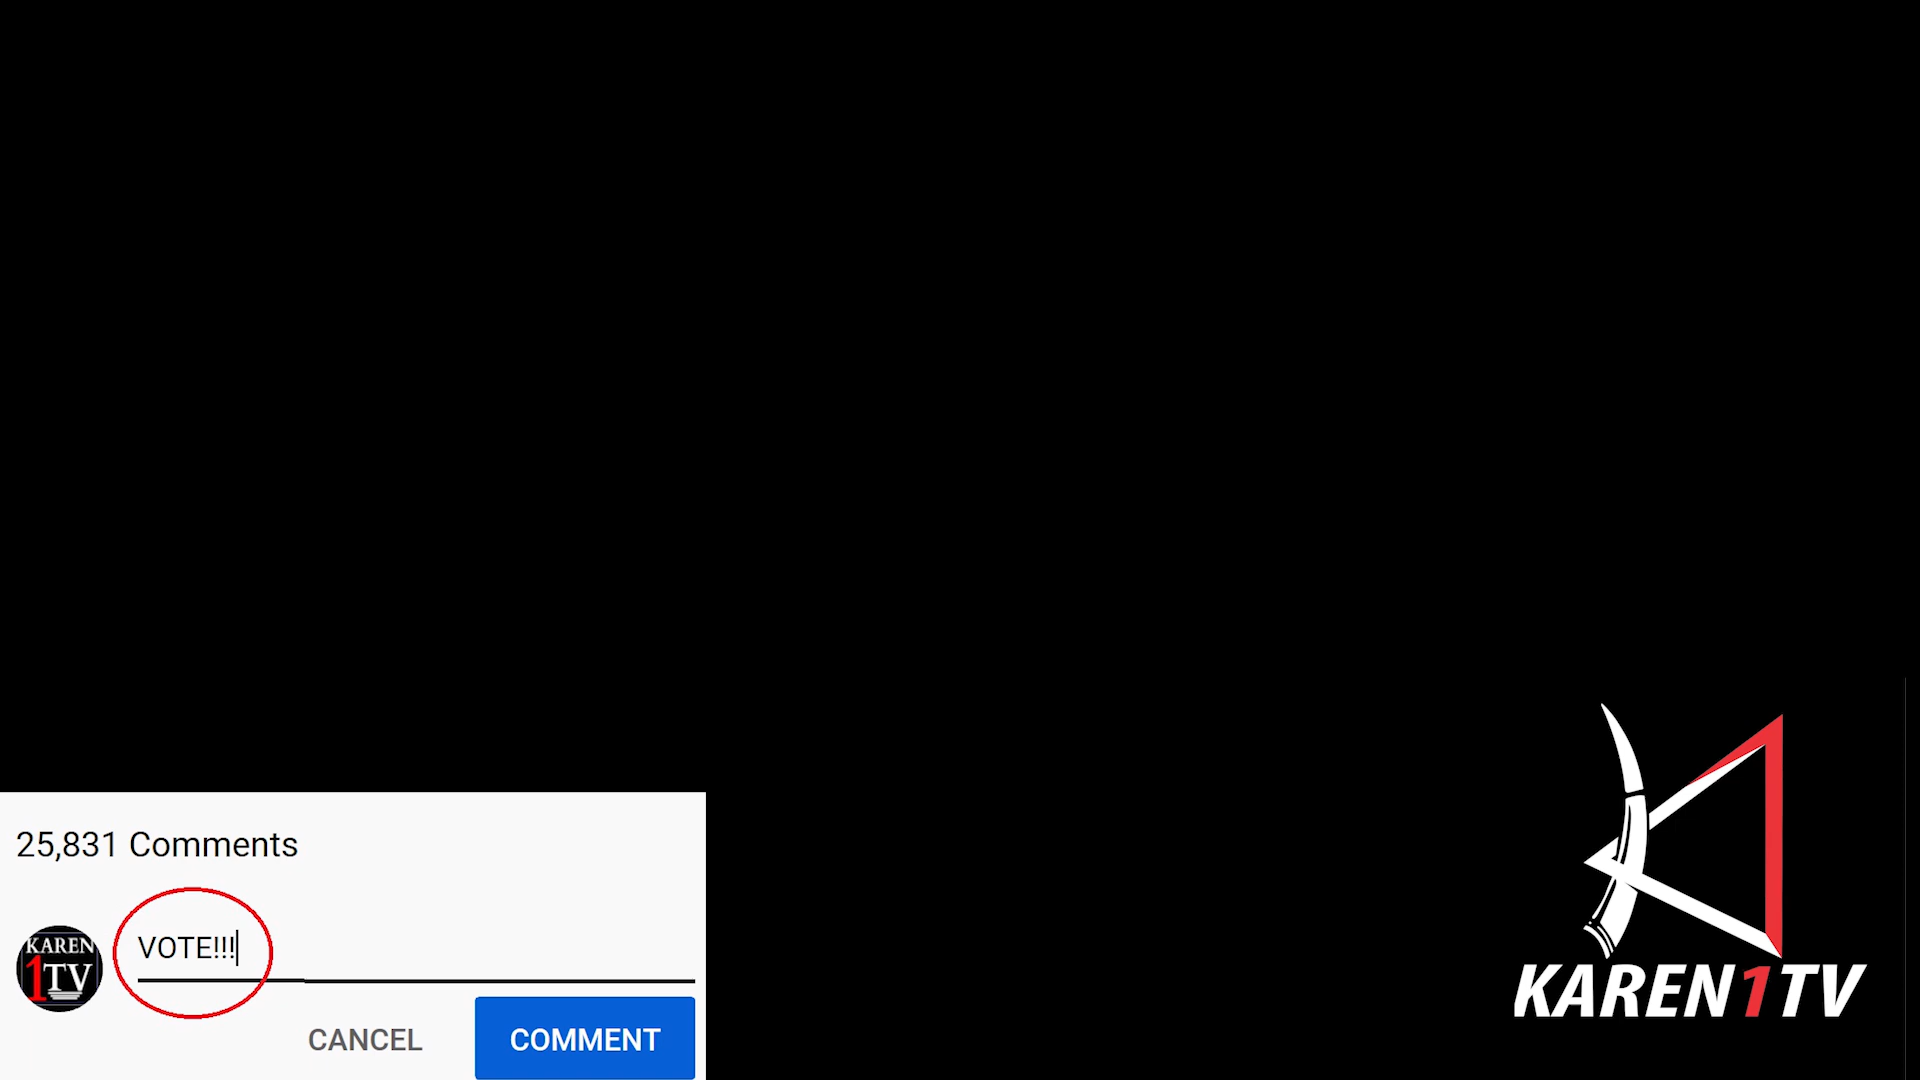 25,831 Comments
KAREN
1TV
VOTE!!!
CANCEL
COMMENT
KAREN1TV